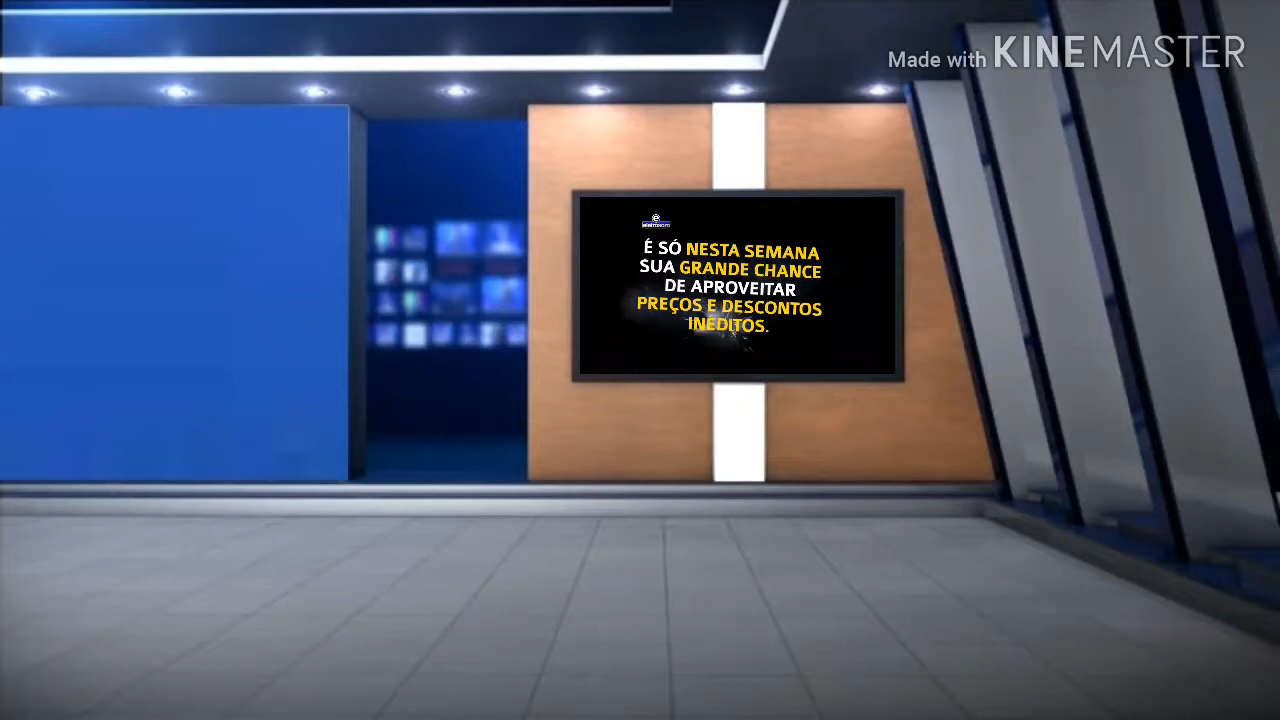 Made with KINEMASTER
É SÓ NESTA SEMANA
SUA GRANDE CHANCE
DE APROVEITAR
PREÇOS E DESCONTOS
INÉDITOS.